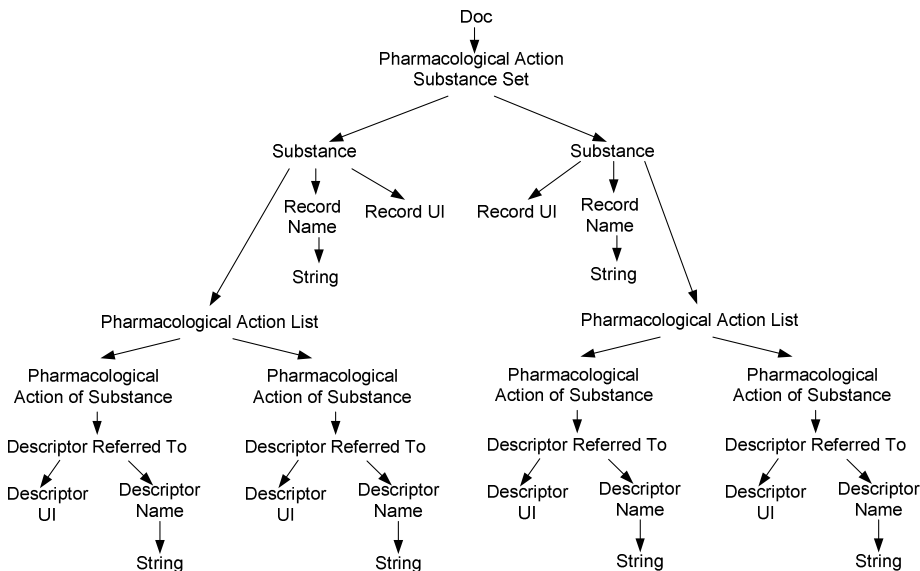 Doc
Pharmacological Action
Substance Set
Substance
Substance
Record
Name
Record UI
Record UI
Record
Name
String
String
Pharmacological Action List
Pharmacological Action List
Pharmacological
Action of Substance
Pharmacological
Action of Substance
Pharmacological
Action of Substance
Pharmacological
Action of Substance
Descriptor Referred To
Descriptor Referred To
Descriptor Referred To
Descriptor Referred To
Descriptor
UI
Descriptor
Name
Descriptor
UI
Descriptor
Name
Descriptor
UI
Descriptor
Name
Descriptor
UI
Descriptor
Name
String
String
String
String